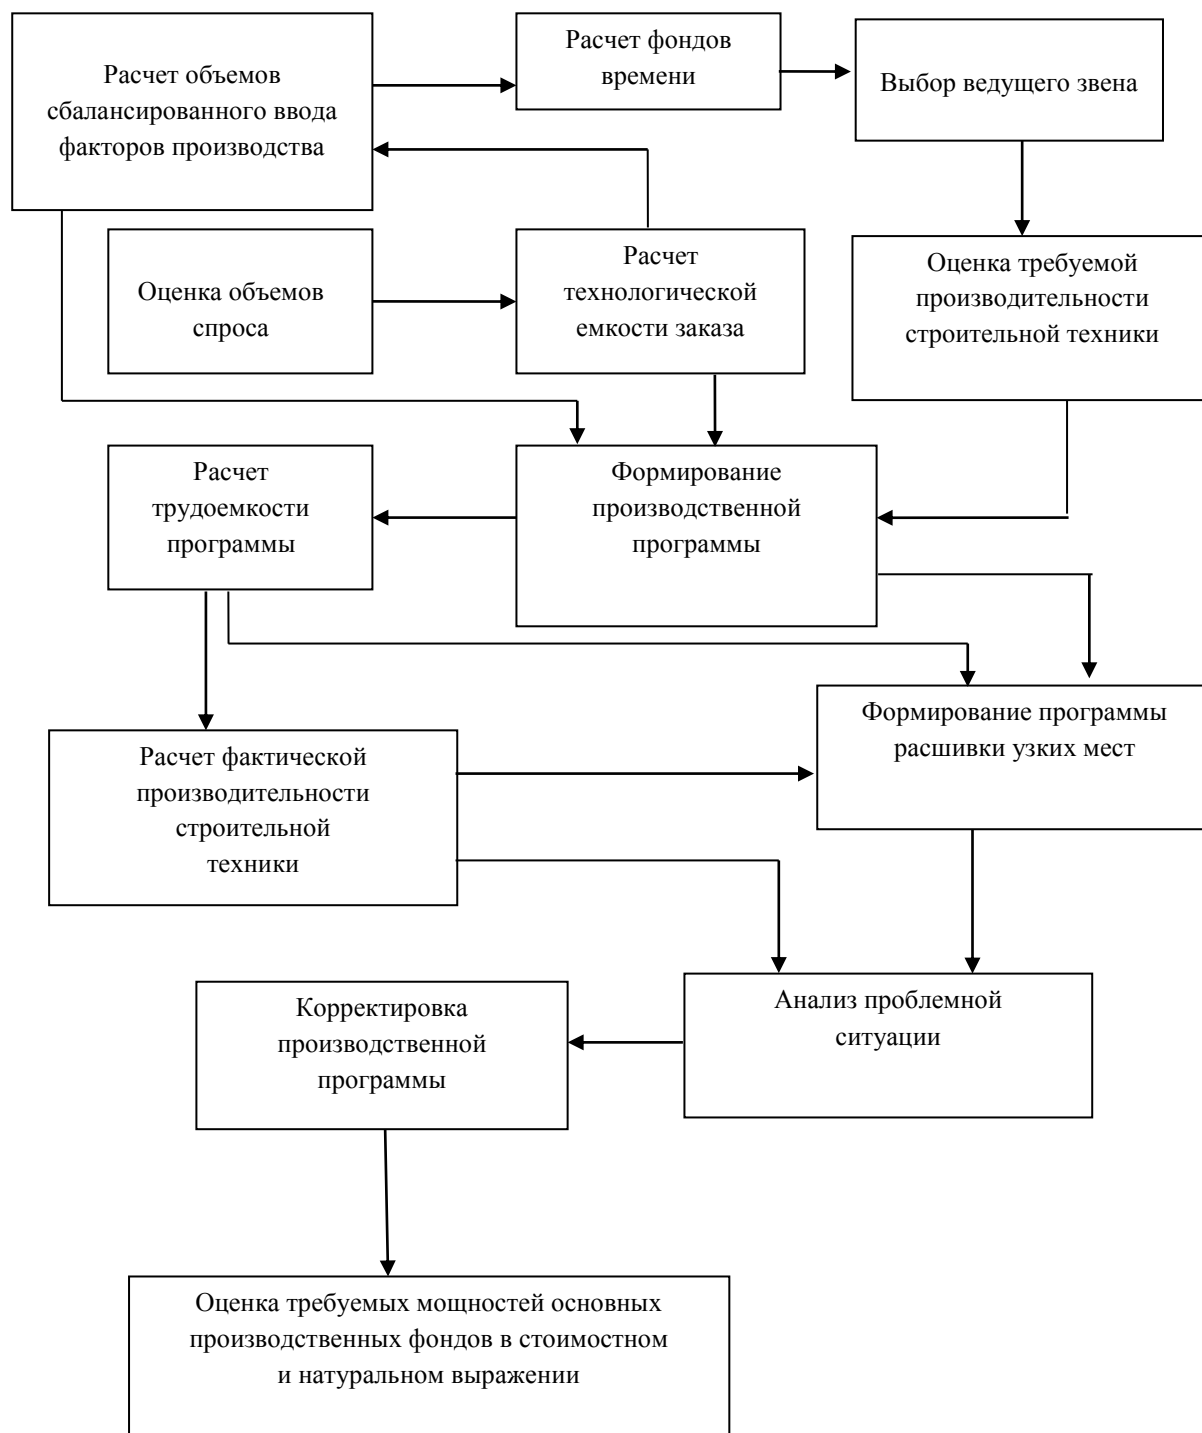 Расчет объемов
сбалансированного ввода
факторов производства
Расчет фондов
времени
Выбор ведущего звена
Оценка объемов
спроса
Расчет
технологической
емкости заказа
Оценка требуемой
производительности
строительной техники
Расчет
трудоемкости
программы
Формирование
производственной
программы
Формирование программы
расшивки узких мест
Расчет фактической
производительности
строительной
техники
Корректировка
производственной
программы
Анализ проблемной
ситуации
Оценка требуемых мощностей основных
производственных фондов в стоимостном
и натуральном выражении